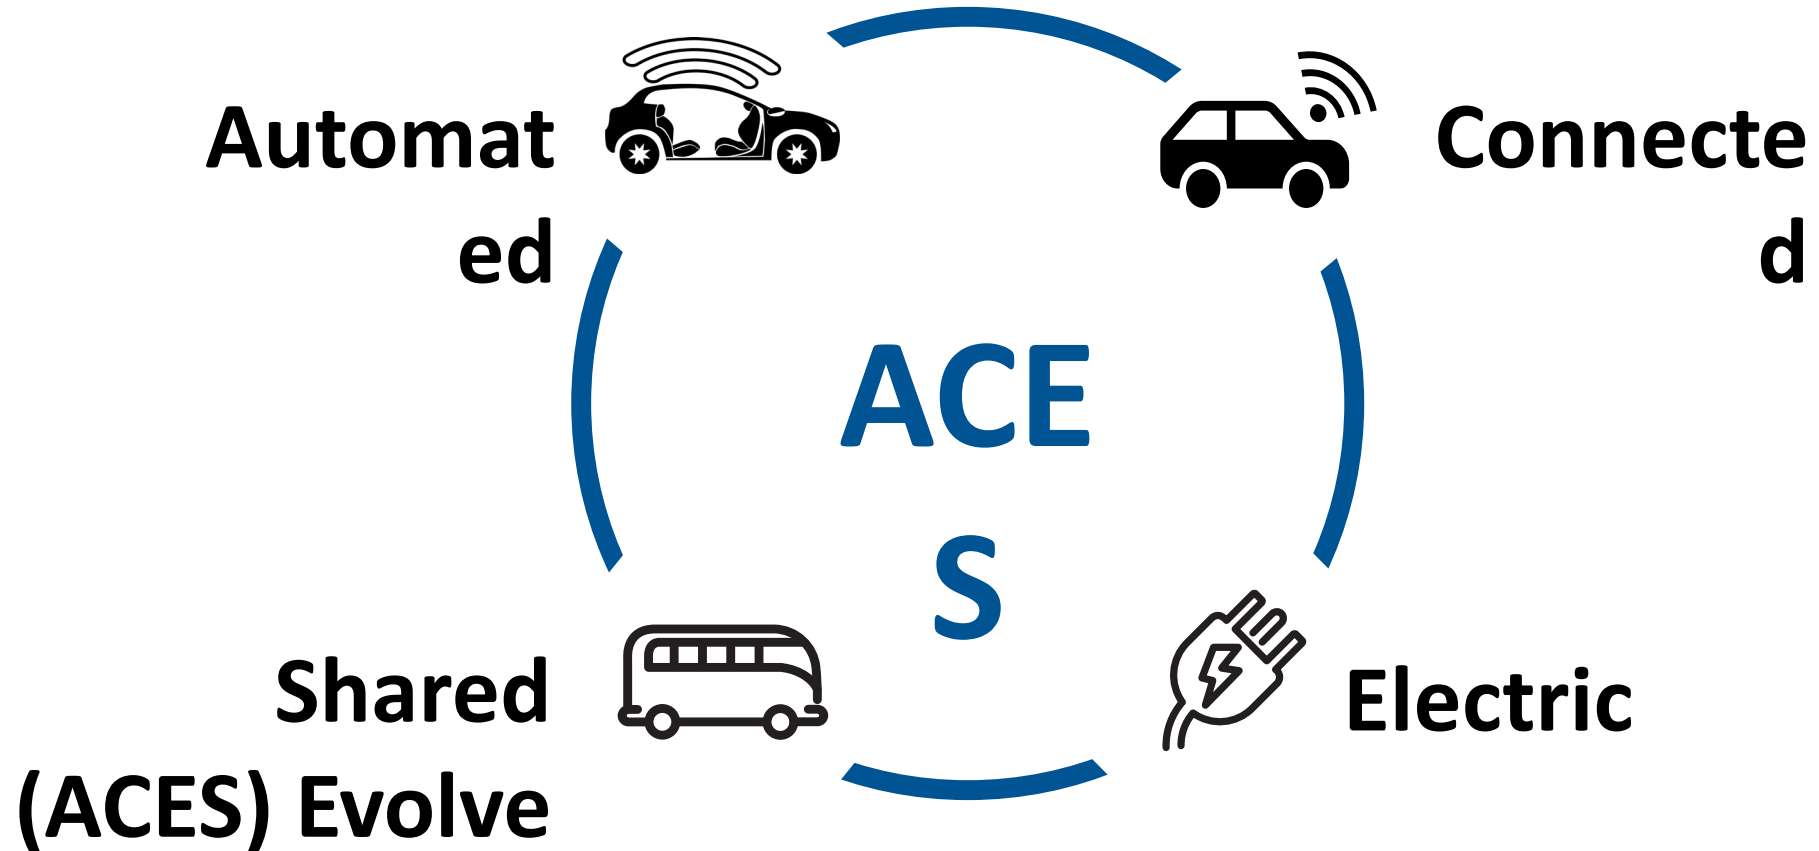 Automat
ed
Connecte
d
ACE
S
Shared
(ACES) Evolve
Electric